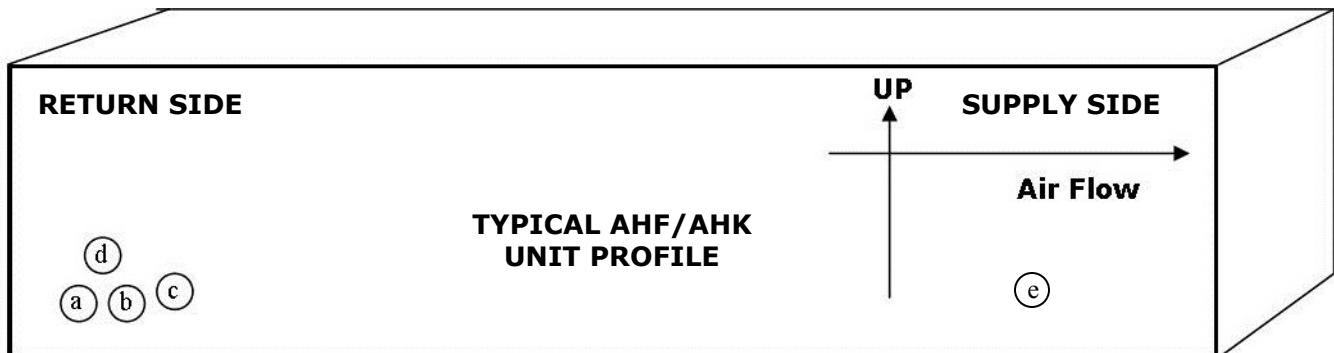 UP
RETURN SIDE
SUPPLY SIDE
Air Flow
TYPICAL AHF/AHK
UNIT PROFILE
d
a
b
c
e